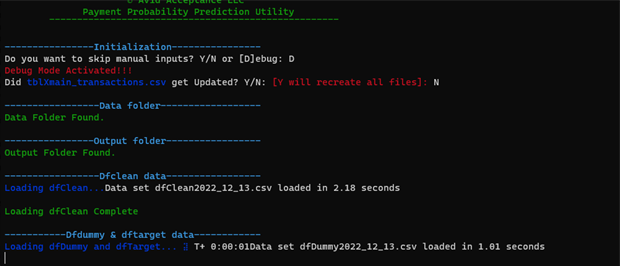 © Avid Acceptance LLC
Payment Probability Prediction Utility
----------------Initialization----------------
Do you want to skip manual inputs? Y/N or [D]ebug: D
Debug Mode Activated!!!
Did tblXmain_transactions.csv get Updated? Y/N: [Y will recreate all files]: N
-----------------Data folder-----------------
Data Folder Found.
----------------Output folder-----------------
Output Folder Found.
-----------------Dfclean data-----------------
Loading dfClean...Data set dfClean2022_12_13.csv loaded in 2.18 seconds
Loading dfClean Complete
-----------Dfdummy & dftarget data------------
Loading dfDummy and dfTarget... T+ 0:00:01Data set dfDummy2022_12_13.csv loaded in 1.01 seconds